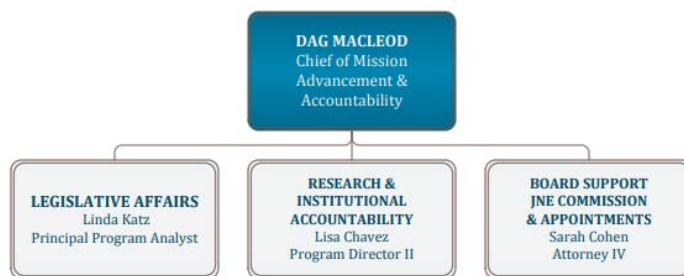 DAG MACLEOD
Chief of Mission
Advancement &
Accountability
LEGISLATIVE AFFAIRS
Linda Katz
Principal Program Analyst
RESEARCH &
INSTITUTIONAL
ACCOUNTABILITY
Lisa Chavez
Program Director II
BOARD SUPPORT
JNE COMMISSION
& APPOINTMENTS
Sarah Cohen
Attorney IV